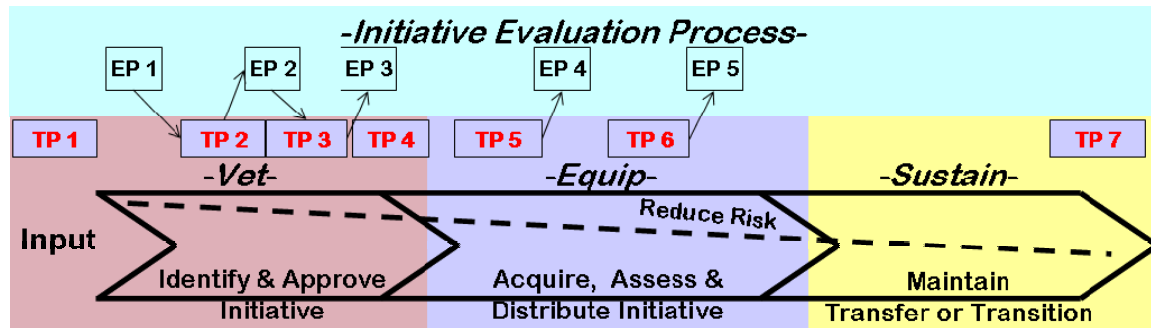 -Initiative Evaluation Process-
EP 1
EP 2
EP 3
EP 4
EP 5
TP 1
TP 2
TP 3
TP 4
TP 5
TP 6
TP 7
-Vet-
-Equip-
-Sustain-
Reduce Risk
Input
Identify & Approve
Initiative
Acquire, Assess &
Distribute Initiative
Maintain
Transfer or Transition